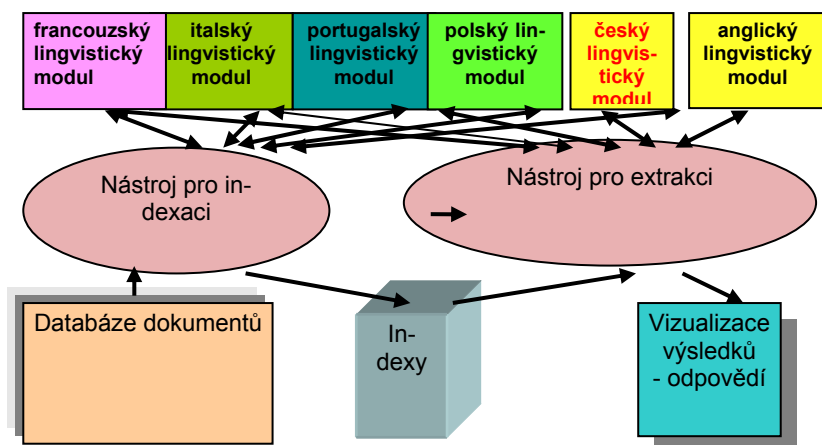 francouzský
lingvistický
modul
italský
lingvistický
modul
portugalský
lingvistický
modul
polský lin-
gvistický
modul
český
lingvis-
tický
modul
anglický
lingvistický
modul
Nástroj pro in-
dexaci
Nástroj pro extrakci
Databáze dokumentů
In-
dexy
Vizualizace
výsledků
- odpovědí